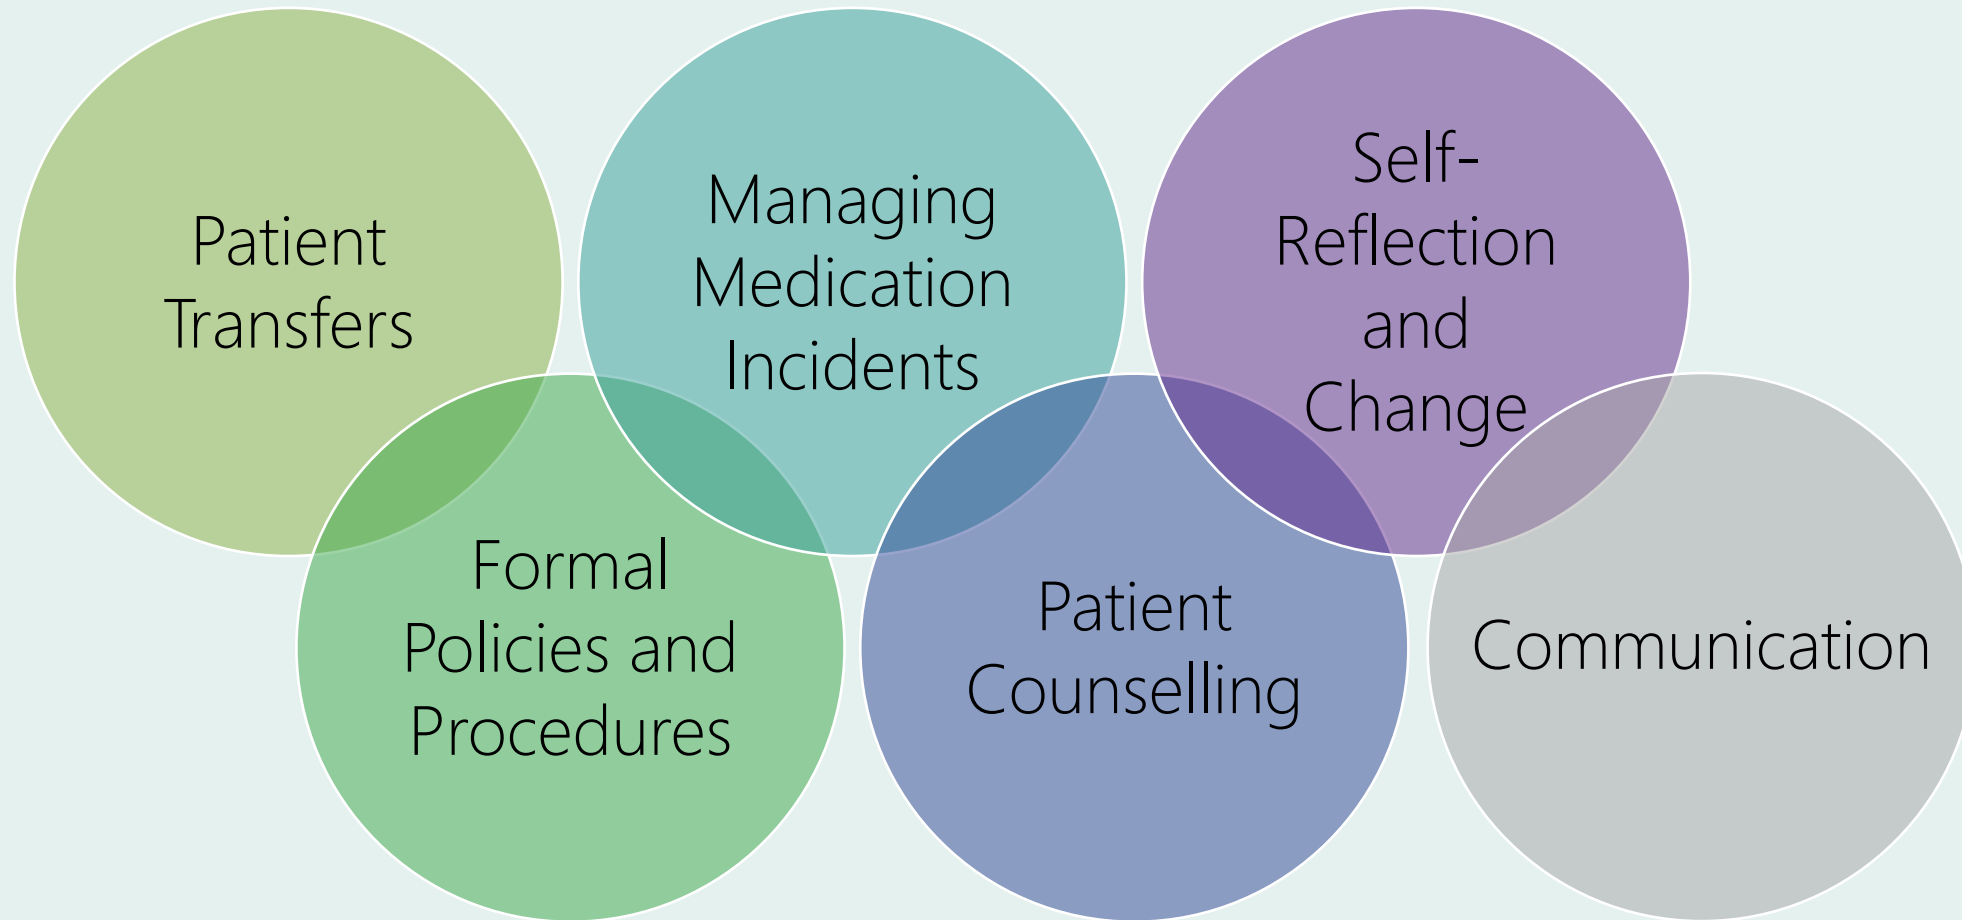 Patient
Transfers
Managing
Medication
Incidents
Self-
Reflection
and
Change
Formal
Policies and
Procedures
Patient
Counselling
Communication